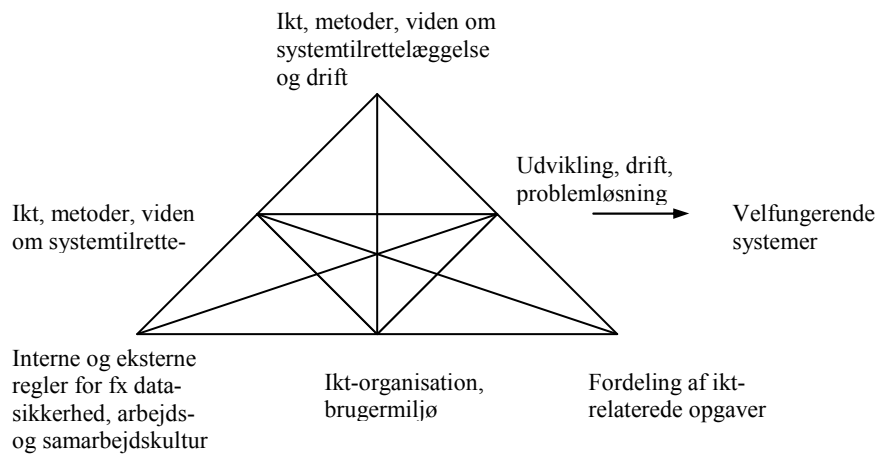 Ikt, metoder, viden om
systemtilrettelæggelse
og drift
Udvikling, drift,
problemløsning
Ikt, metoder, viden
om systemtilrette-
Velfungerende
systemer
Interne og eksterne
regler for fx data-
sikkerhed, arbejds-
og samarbejdskultur
Ikt-organisation,
brugermiljø
Fordeling af ikt-
relaterede opgaver